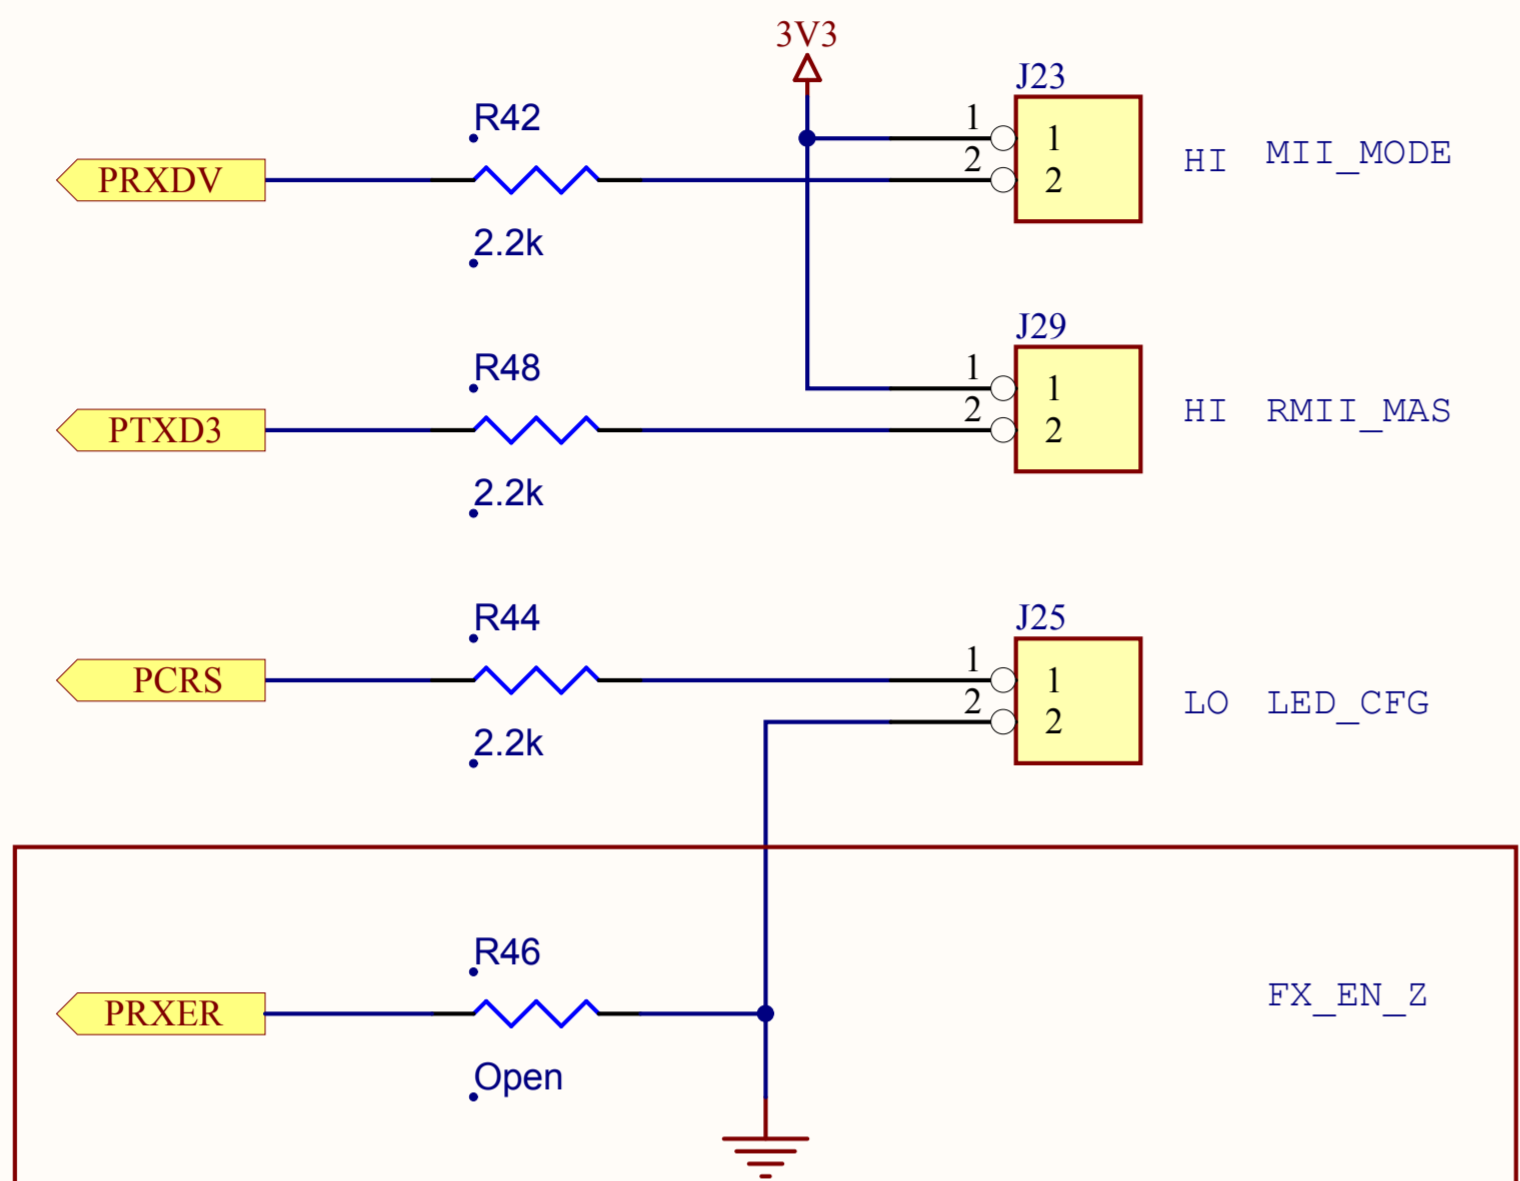 3V3
J23
R42
1
1
HI MII_MODE
PRXDV
2
2
2.2k
J29
R48
1
1
HI RMII_MAS
PTXD3
2
2
2.2k
J25
R44
1
1
LO LED_CFG
PCRS
2
2
2.2k
R46
FX_EN_Z
PRXER
Open